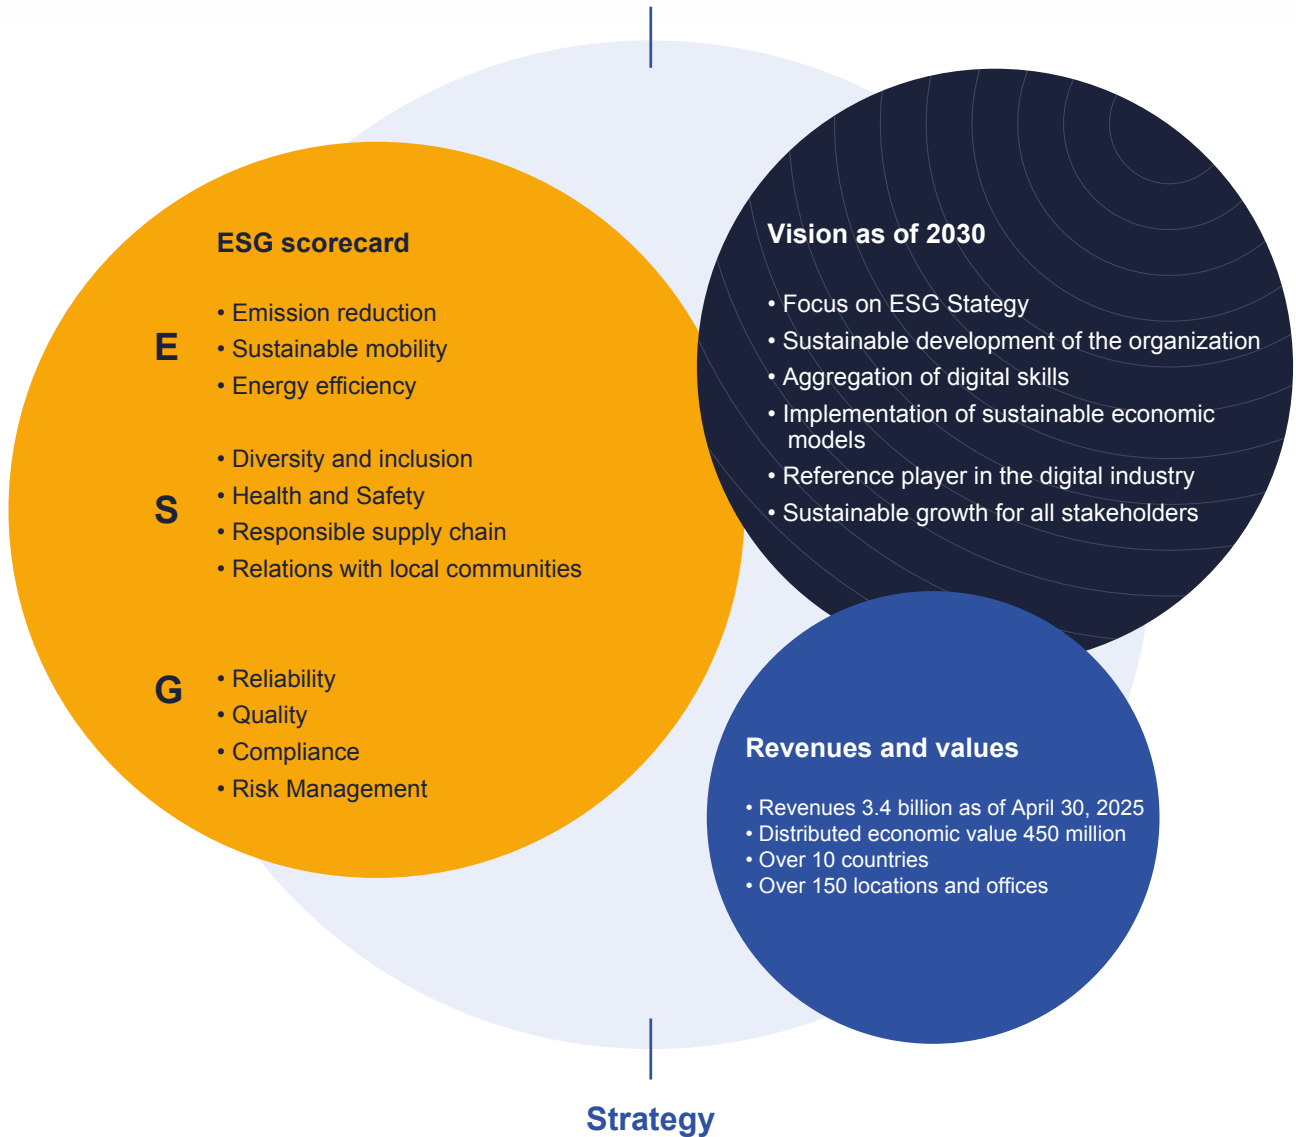 ESG scorecard
E
• Emission reduction
• Sustainable mobility
• Energy efficiency
S
• Diversity and inclusion
• Health and Safety
• Responsible supply chain
• Relations with local communities
G
• Reliability
• Quality
• Compliance
• Risk Management
Vision as of 2030
• Focus on ESG Stategy
• Sustainable development of the organization
• Aggregation of digital skills
• Implementation of sustainable economic
models
• Reference player in the digital industry
• Sustainable growth for all stakeholders
Revenues and values
• Revenues 3.4 billion as of April 30, 2025
• Distributed economic value 450 million
• Over 10 countries
• Over 150 locations and offices
Strategy